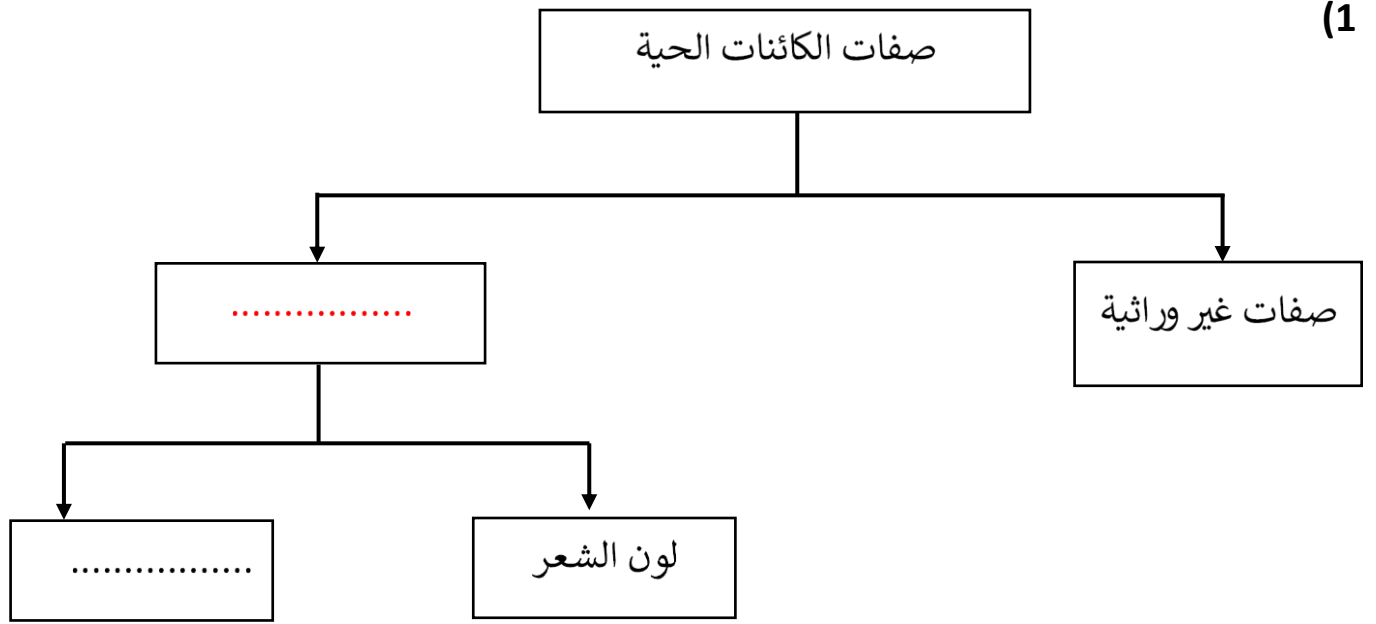 (1
صفات الكائنات الحية
صفات غير وراثية
.................
لون الشعر
.................